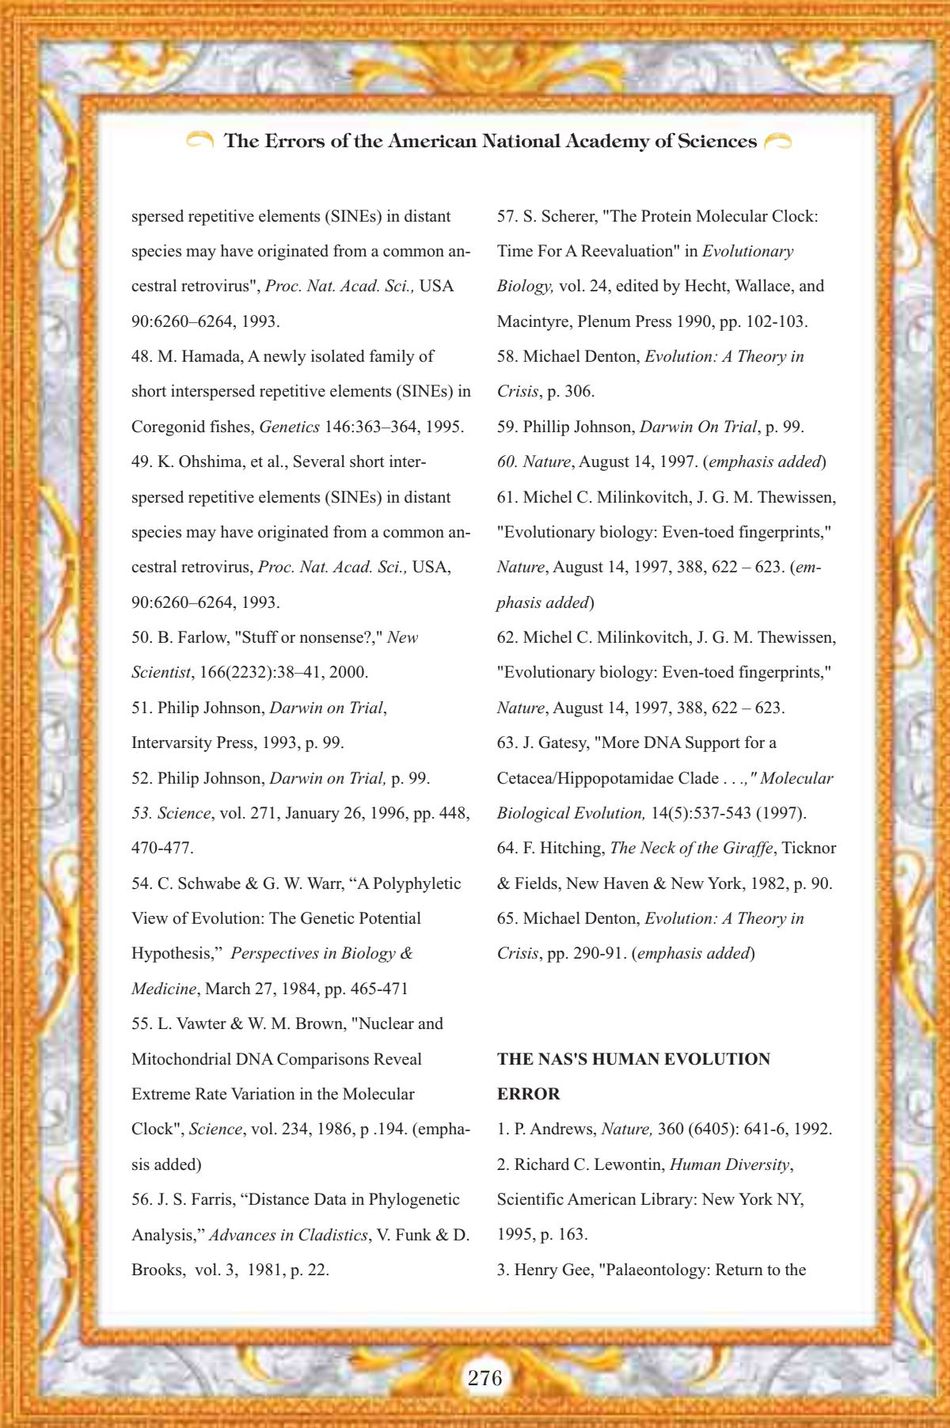 The Errors of the American National Academy of Sciences
spersed repetitive elements (SINEs) in distant
species may have originated from a common an-
cestral retrovirus", Proc. Nat. Acad. Sci., USA
90:6260–6264, 1993.
48. M. Hamada, A newly isolated family of
short interspersed repetitive elements (SINEs) in
Coregonid fishes, Genetics 146:363–364, 1995.
49. K. Ohshima, et al., Several short inter-
spersed repetitive elements (SINEs) in distant
species may have originated from a common an-
cestral retrovirus, Proc. Nat. Acad. Sci., USA,
90:6260–6264, 1993.
50. B. Farlow, "Stuff or nonsense?," New
Scientist, 166(2232):38–41, 2000.
51. Philip Johnson, Darwin on Trial,
Intervarsity Press, 1993, p. 99.
52. Philip Johnson, Darwin on Trial, p. 99.
53. Science, vol. 271, January 26, 1996, pp. 448,
470-477.
54. C. Schwabe & G. W. Warr, “A Polyphyletic
View of Evolution: The Genetic Potential
Hypothesis,” Perspectives in Biology &
Medicine, March 27, 1984, pp. 465-471
55. L. Vawter & W. M. Brown, "Nuclear and
Mitochondrial DNA Comparisons Reveal
Extreme Rate Variation in the Molecular
Clock", Science, vol. 234, 1986, p .194. (empha-
sis added)
56. J. S. Farris, “Distance Data in Phylogenetic
Analysis,” Advances in Cladistics, V. Funk & D.
Brooks, vol. 3, 1981, p. 22.
57. S. Scherer, "The Protein Molecular Clock:
Time For A Reevaluation" in Evolutionary
Biology, vol. 24, edited by Hecht, Wallace, and
Macintyre, Plenum Press 1990, pp. 102-103.
58. Michael Denton, Evolution: A Theory in
Crisis, p. 306.
59. Phillip Johnson, Darwin On Trial, p. 99.
60. Nature, August 14, 1997. (emphasis added)
61. Michel C. Milinkovitch, J. G. M. Thewissen,
"Evolutionary biology: Even-toed fingerprints,"
Nature, August 14, 1997, 388, 622 – 623. (em-
phasis added)
62. Michel C. Milinkovitch, J. G. M. Thewissen,
"Evolutionary biology: Even-toed fingerprints,"
Nature, August 14, 1997, 388, 622 – 623.
63. J. Gatesy, "More DNA Support for a
Cetacea/Hippopotamidae Clade . . .," Molecular
Biological Evolution, 14(5):537-543 (1997).
64. F. Hitching, The Neck of the Giraffe, Ticknor
& Fields, New Haven & New York, 1982, p. 90.
65. Michael Denton, Evolution: A Theory in
Crisis, pp. 290-91. (emphasis added)
THE NAS'S HUMAN EVOLUTION
ERROR
1. P. Andrews, Nature, 360 (6405): 641-6, 1992.
2. Richard C. Lewontin, Human Diversity,
Scientific American Library: New York NY,
1995, p. 163.
3. Henry Gee, "Palaeontology: Return to the
276